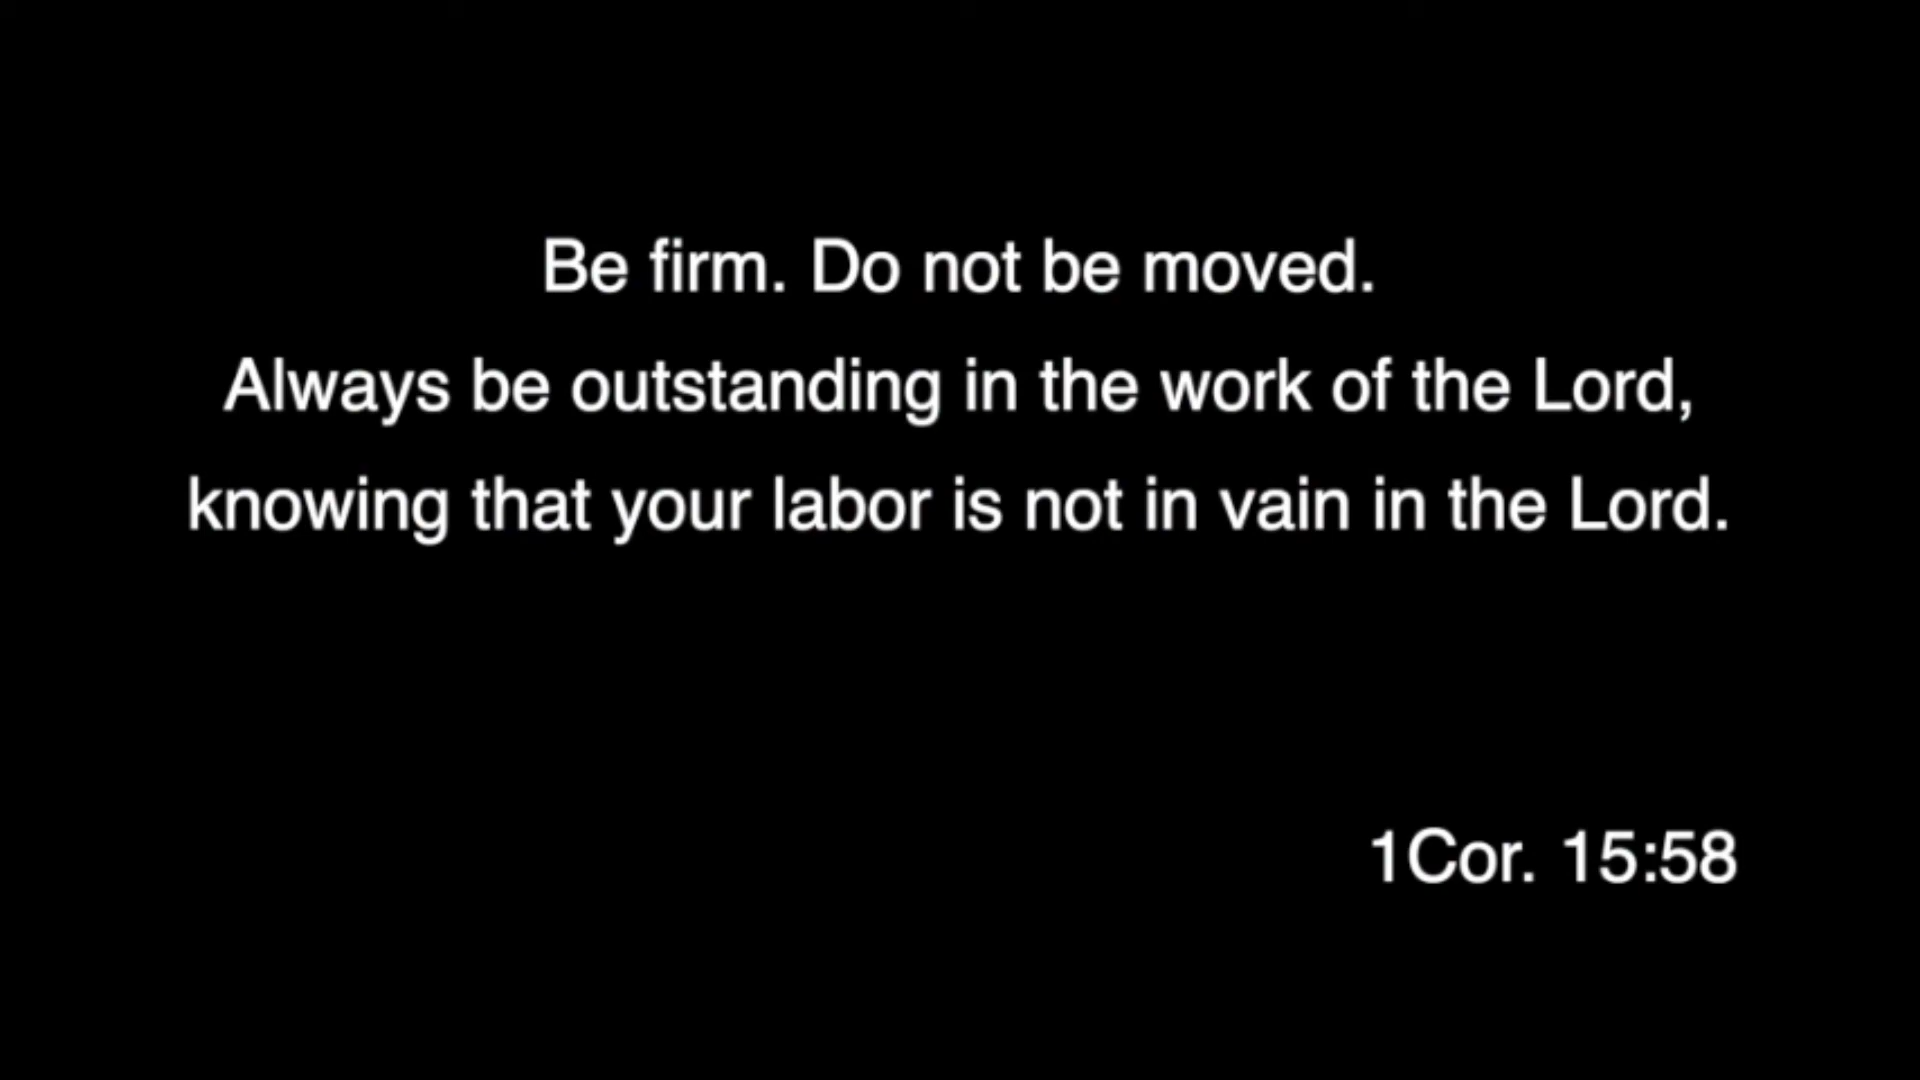 Be firm. Do not be moved.
Always be outstanding in the work of the Lord,
knowing that your labor is not in vain in the Lord.
1Cor. 15:58